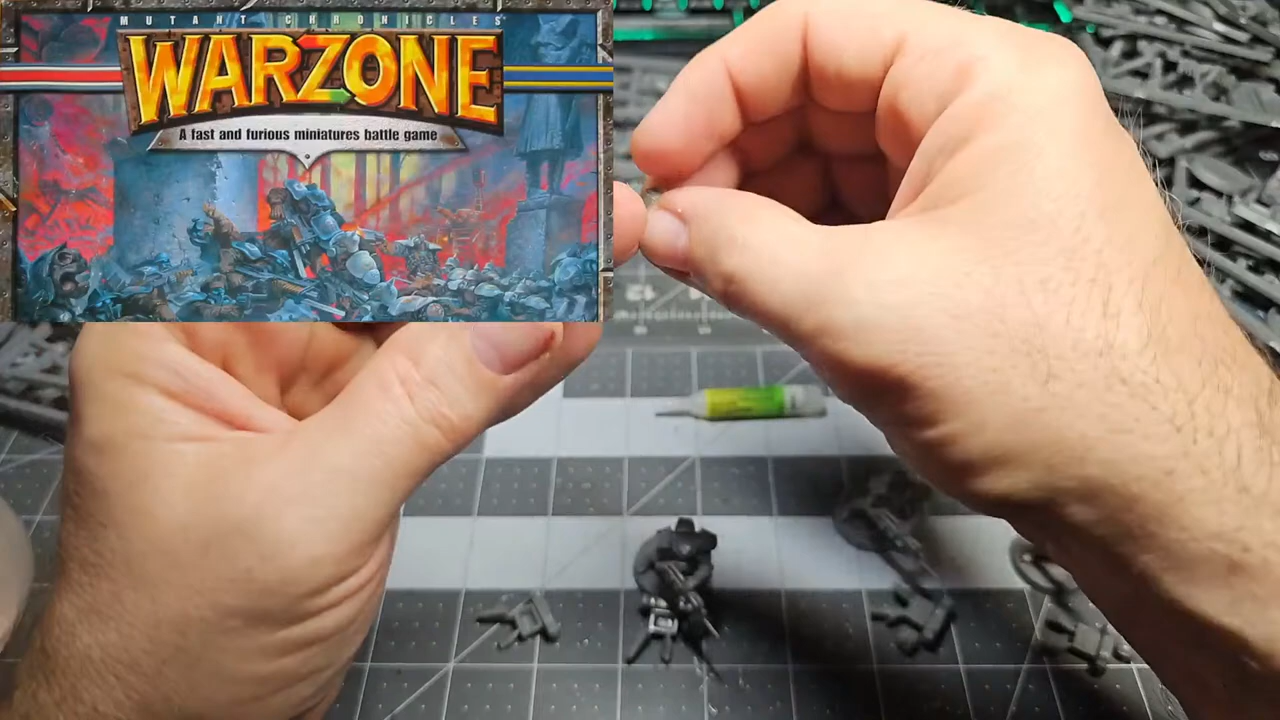 MUTANT CHRONICLES
WARZONE
A fast and furious miniatures battle game